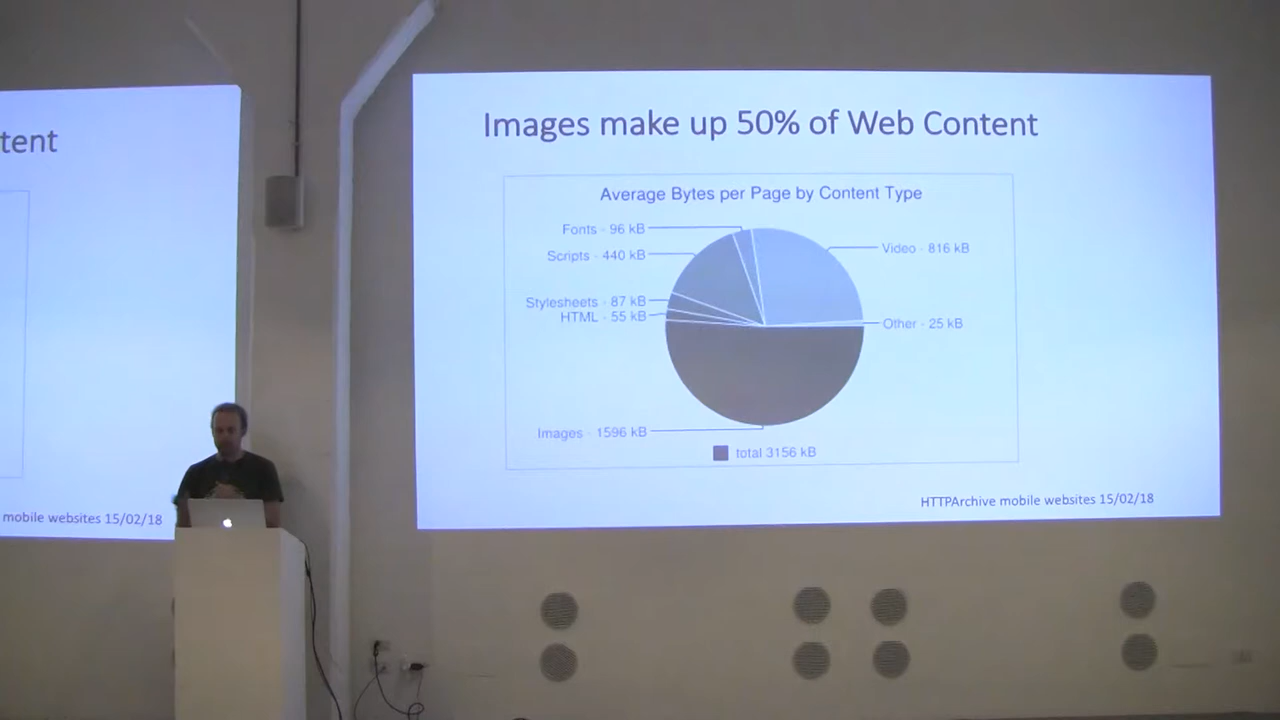 tent
mobile websites 15/02/18
Images make up 50% of Web Content
Average Bytes per Page by Content Type
Fonts - 96 kB
Scripts - 440 kB
Stylesheets - 87 kB
HTML - 55 kB
Images - 1596 kB
Video - 816 kB
Other - 25 kB
total 3156 kB
HTTPArchive mobile websites 15/02/18